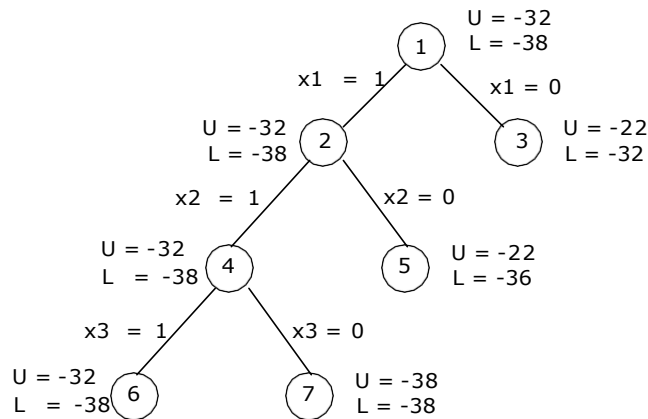 U = -32
L = -38
1
x1 = 1
x1 = 0
U = -32
L = -38
2
3
U = -22
L = -32
x2 = 1
x2 = 0
U = -32
L = -38
4
5
U = -22
L = -36
x3 = 1
x3 = 0
U = -32
L = -38
6
7
U = -38
L = -38